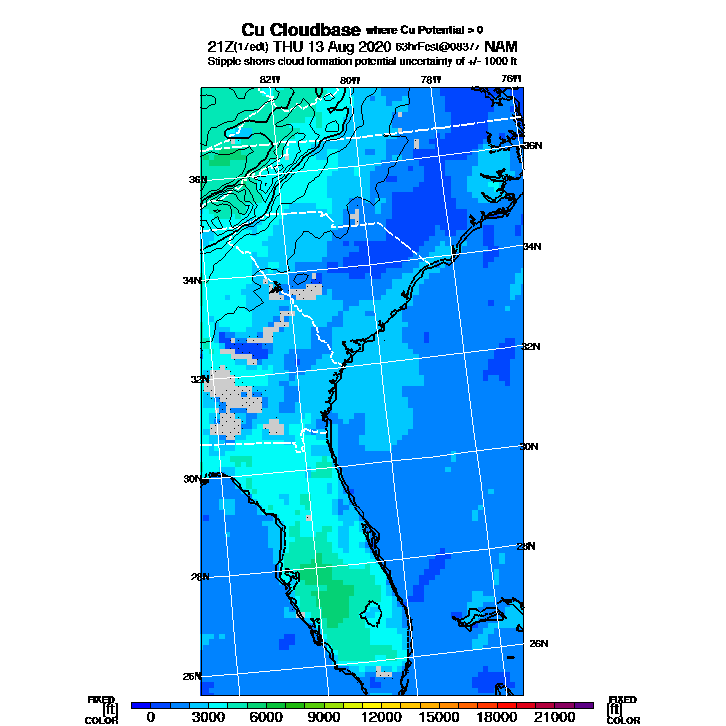 Cu Cloudbase where Cu Potential > 0
21Z(17edt) THU 13 Aug 2020 63hrFcst@0837z NAM
Stipple shows cloud formation potential uncertainty of +/- 1000 ft
82W 80W 78W 76W
36N
36N
34N
34N
32N
32N
30N
30N
28N
28N
26N
26N
FIXED FIXED
[ft] [ft]
COLOR COLOR
0 3000 6000 9000 12000 15000 18000 21000